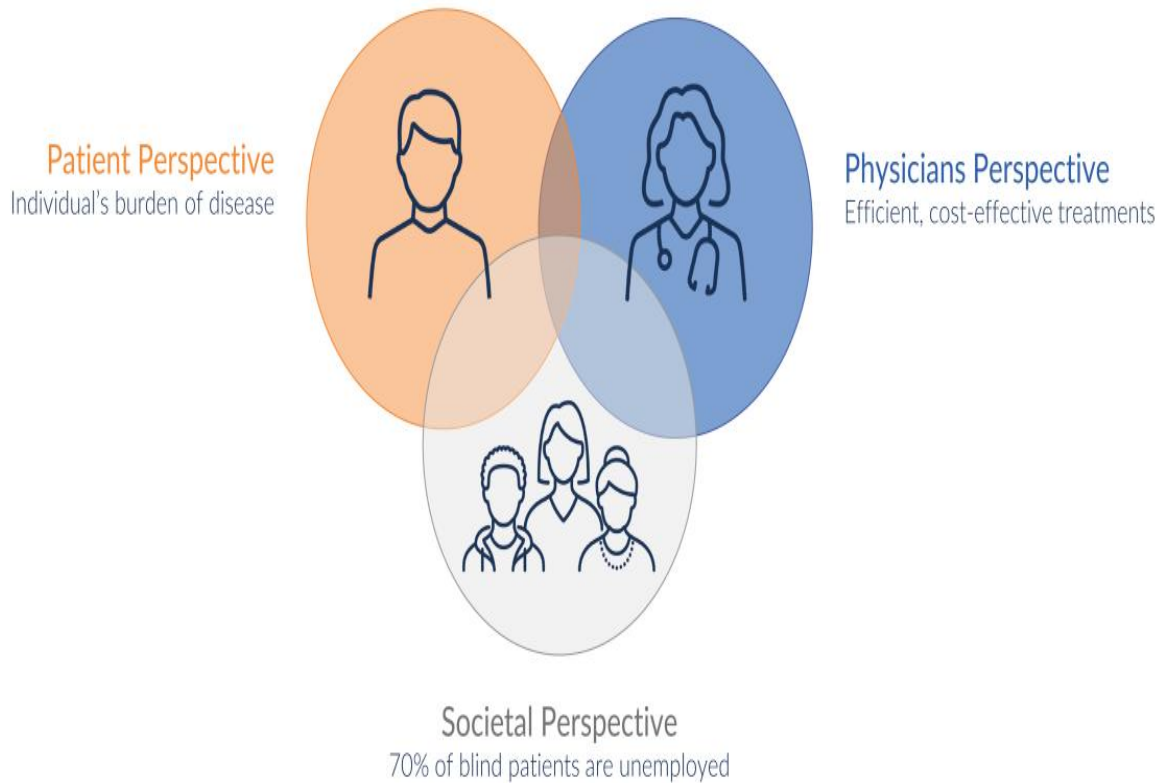 Patient Perspective
Individual's burden of disease
Physicians Perspective
Efficient, cost-effective treatments
Societal Perspective
70% of blind patients are unemployed